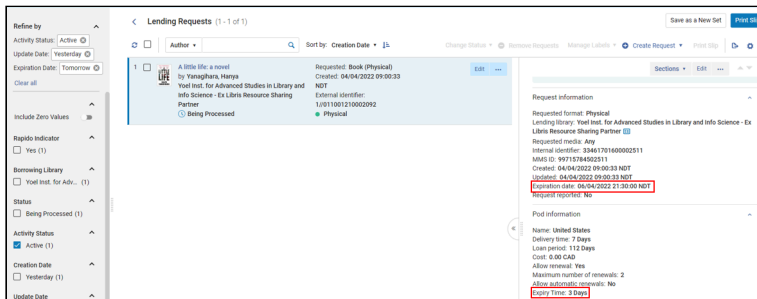 Refine by
Activity Status: Active
Update Date: Yesterday
Expiration Date: Tomorrow
Clear all
Include Zero Values
Rapido Indicator
Yes (1)
Borrowing Library
Yoel Inst. for Adv... (1)
Status
Being Processed (1)
Activity Status
Active (1)
Creation Date
Yesterday (1)
Update Date
Lending Requests (1 - 1 of 1)
Save as a New Set
Print Sli
Author
Sort by: Creation Date
Change Status
Remove Requests
Manage Labels
Create Request
Print Slip
1
A little life: a novel
by Yanagihara, Hanya
Yoel Inst. for Advanced Studies in Library and
Info Science - Ex Libris Resource Sharing
Partner
Being Processed
Requested: Book (Physical)
Created: 04/04/2022 09:00:33
NDT
External identifier:
1./011001210002092
Physical
Edit
Sections
Edit
Request Information
Requested format: Physical
Lending library: Yoel Inst. for Advanced Studies in Library and Info Science - Ex
Libris Resource Sharing Partner
Requested media: Any
Internal identifier: 33461701600002511
MMS ID: 99715784502511
Created: 04/04/2022 09:00:33 NDT
Updated: 04/04/2022 09:00:33 NDT
Expiration date: 06/04/2022 21:30:00 NDT
Request reported: No
Pod Information
Name: United States
Delivery time: 7 Days
Loan period: 112 Days
Cost: 0.00 CAD
Allow renewal: Yes
Maximum number of renewals: 2
Allow automatic renewals: No
Expiry Time: 3 Days